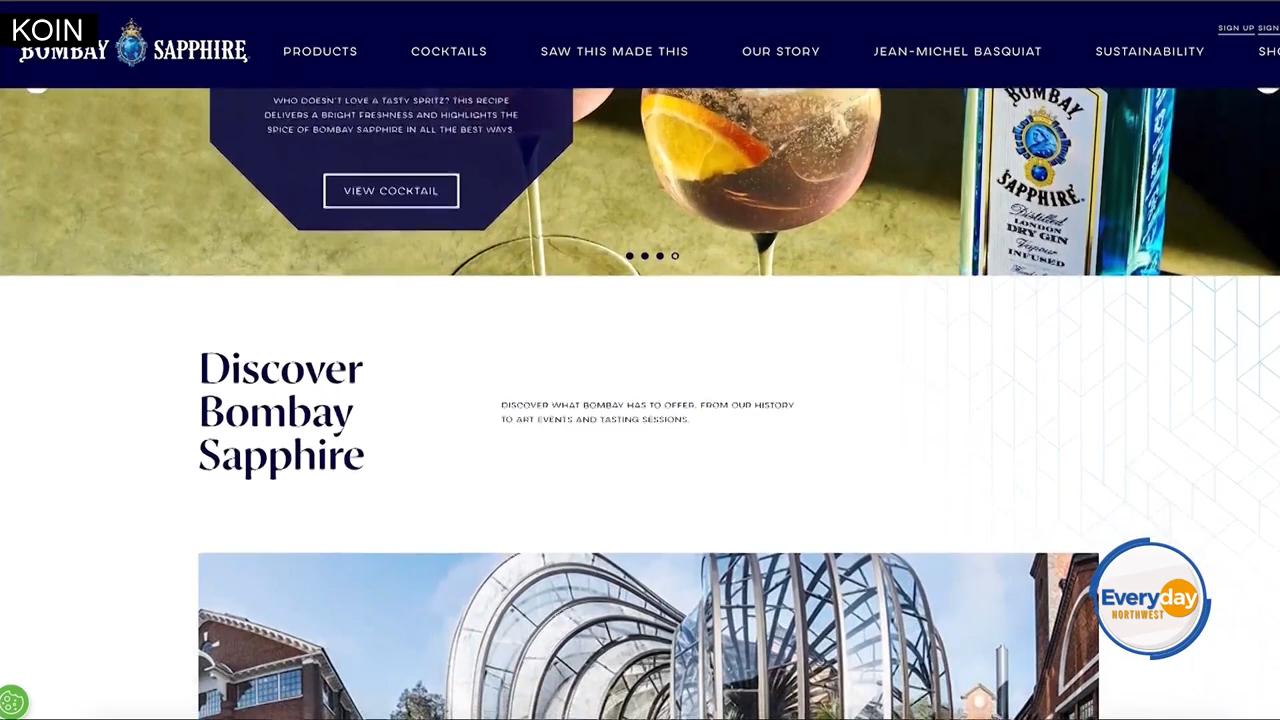 KOIN
BOMBAY SAPPHIRE
PRODUCTS
COCKTAILS
SAW THIS MADE THIS
OUR STORY
JEAN-MICHEL BASQUIAT
SUSTAINABILITY
SIGN UP SIGN
WHO DOESN'T LOVE A TASTY SPRITZ? THIS RECIPE
DELIVERS A BRIGHT FRESHNESS AND HIGHLIGHTS THE
SPICE OF BOMBAY SAPPHIRE IN ALL THE BEST WAYS.
VIEW COCKTAIL
BOMBAY
SAPPHIRE
Distilled
LONDON
DRY GIN
Vapour
INFUSED
Discover
Bombay
Sapphire
DISCOVER WHAT BOMBAY HAS TO OFFER, FROM OUR HISTORY
TO ART EVENTS AND TASTING SESSIONS.
Everyday
NORTHWEST